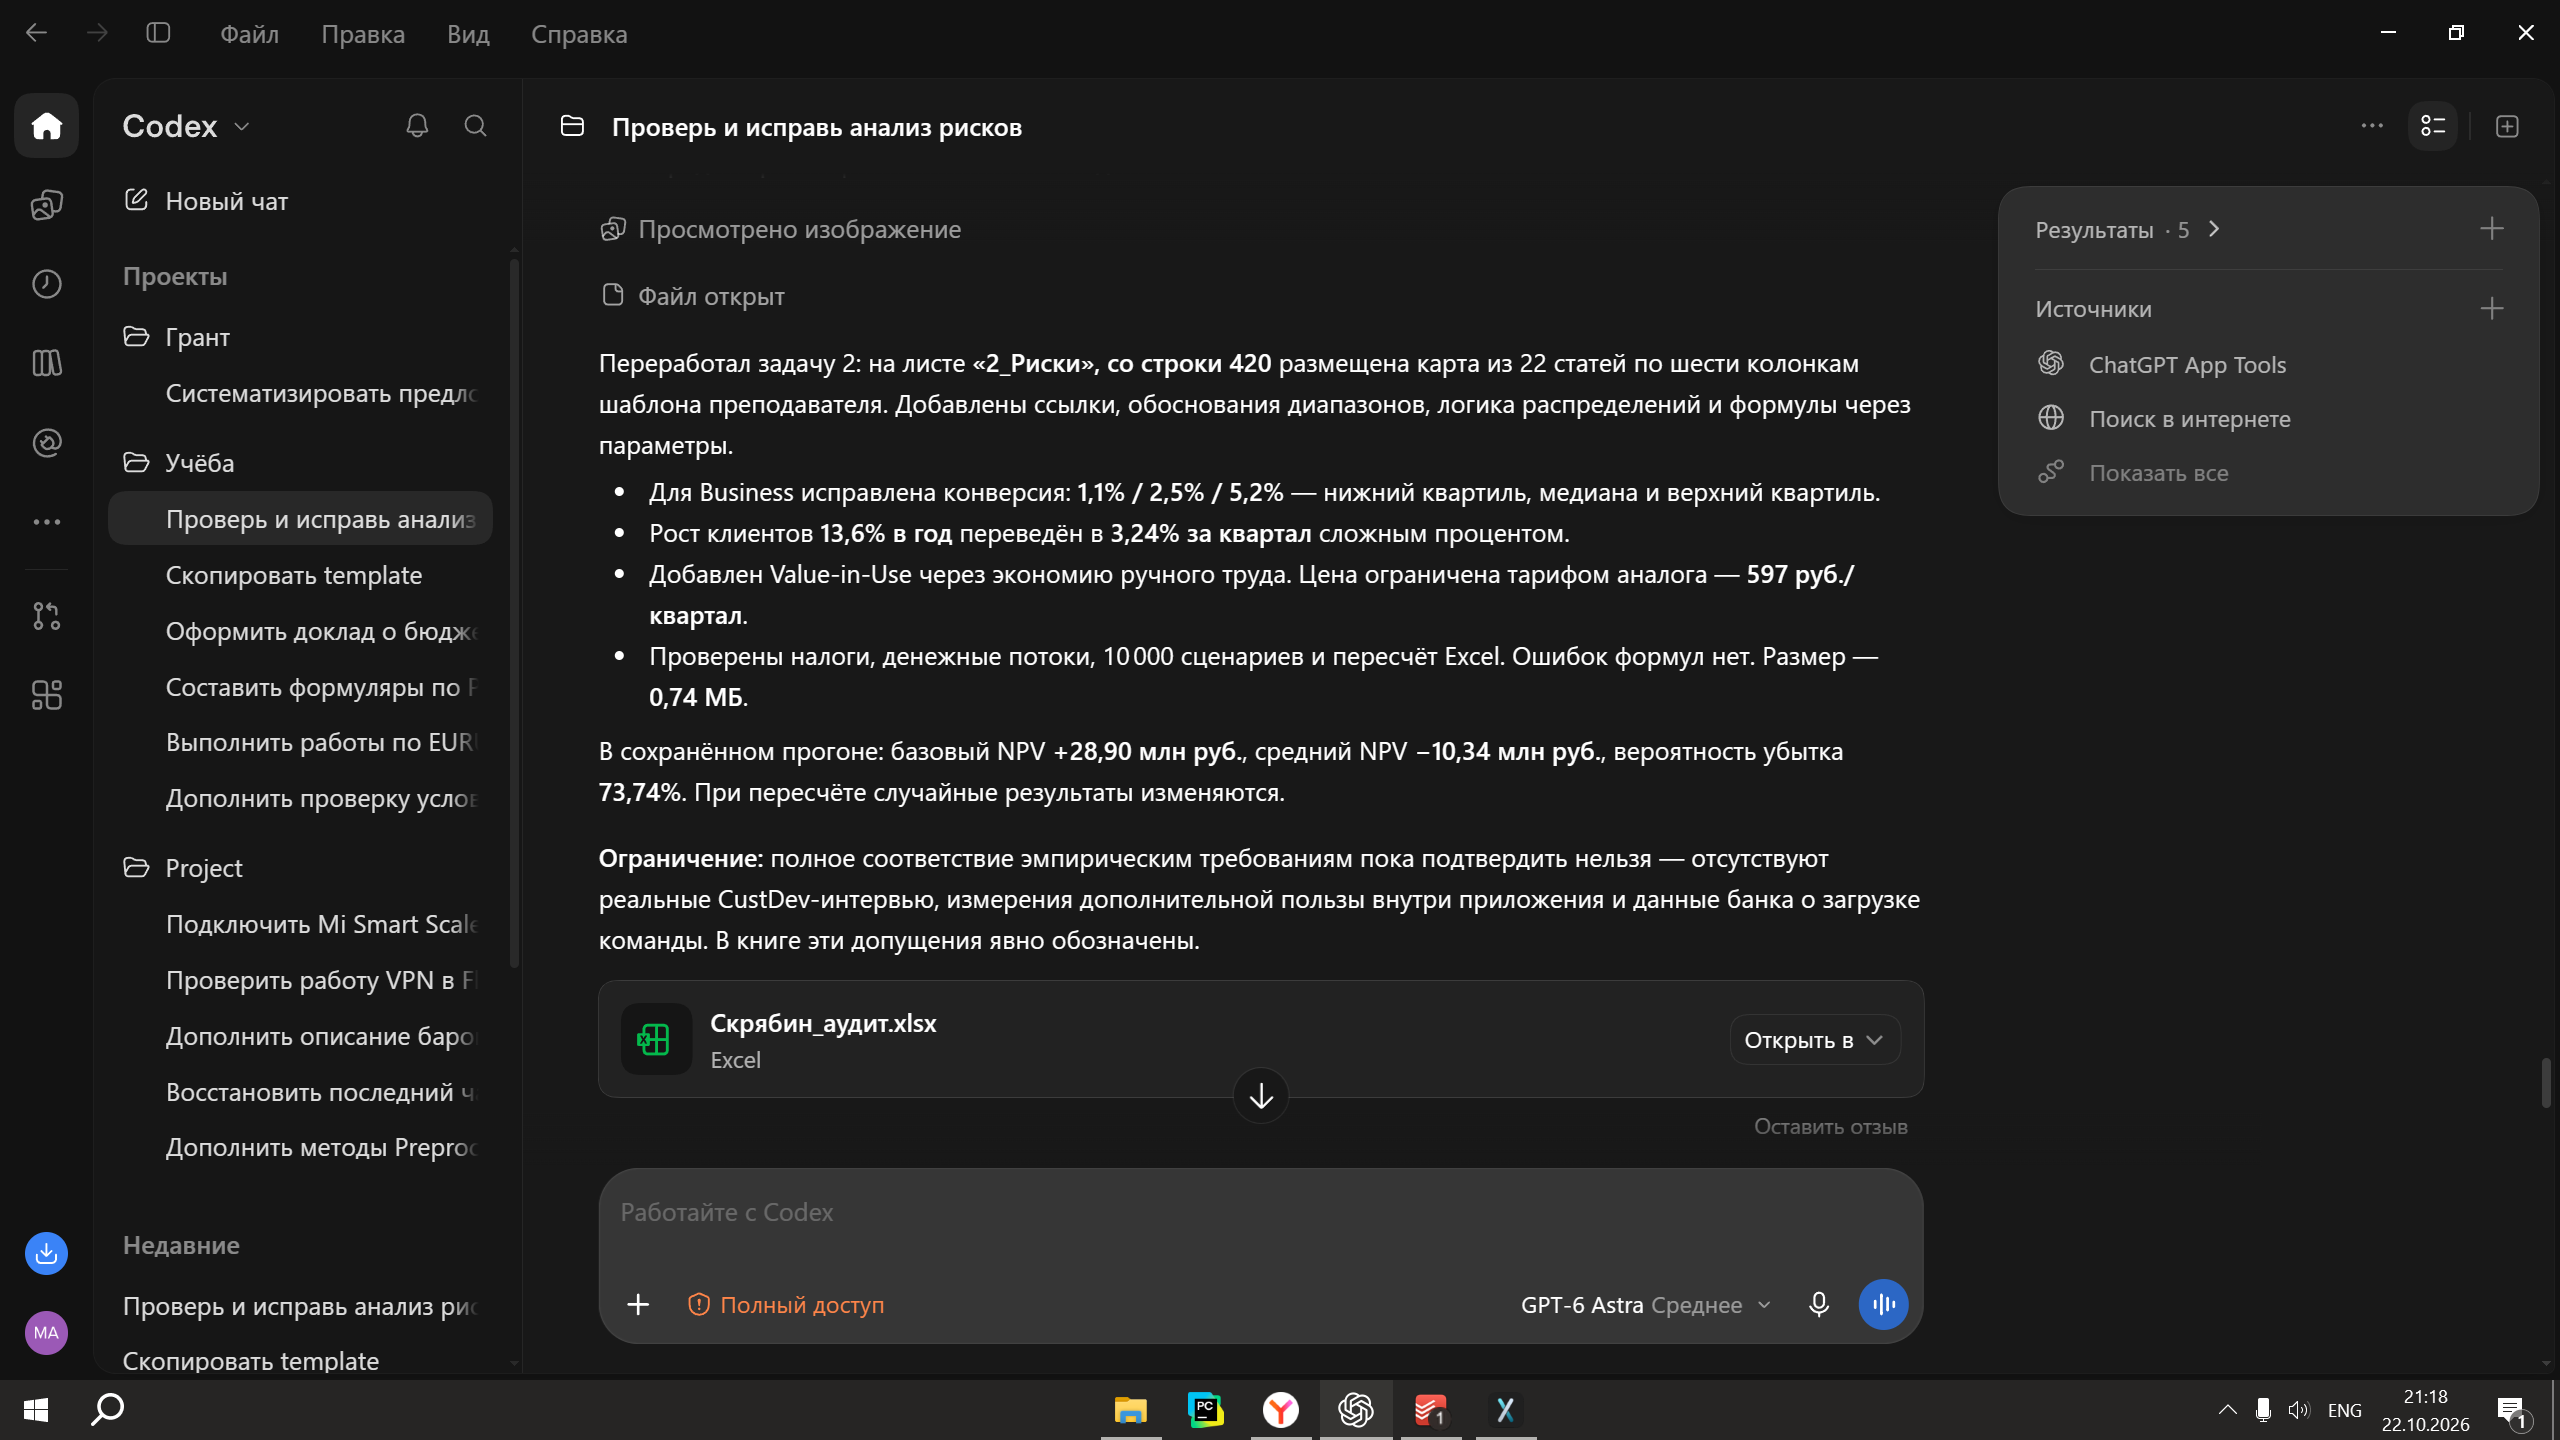 Файл Правка Вид Справка
Codex
Новый чат
Проекты
Грант
Систематизировать предло
Учёба
Проверь и исправь анализ
Скопировать template
Оформить доклад о бюдже
Составить формуляры по
Выполнить работы по EUR
Дополнить проверку услов
Project
Подключить Mi Smart Scale
Проверить работу VPN в
Дополнить описание баро
Восстановить последний
Дополнить методы Preproc
Недавние
Проверь и исправь анализ рис
Скопировать template
MA
Проверь и исправь анализ рисков
Просмотрено изображение
Файл открыт
Переработал задачу 2: на листе «2_Риски», со строки 420 размещена карта из 22 статей по шести колонкам
шаблона преподавателя. Добавлены ссылки, обоснования диапазонов, логика распределений и формулы через
параметры.
• Для Business исправлена конверсия: 1,1% / 2,5% / 5,2% — нижний квартиль, медиана и верхний квартиль.
• Рост клиентов 13,6% в год переведён в 3,24% за квартал сложным процентом.
• Добавлен Value-in-Use через экономию ручного труда. Цена ограничена тарифом аналога — 597 руб./
квартал.
• Проверены налоги, денежные потоки, 10 000 сценариев и пересчёт Excel. Ошибок формул нет. Размер —
0,74 МБ.
В сохранённом прогоне: базовый NPV +28,90 млн руб., средний NPV −10,34 млн руб., вероятность убытка
73,74%. При пересчёте случайные результаты изменяются.
Ограничение: полное соответствие эмпирическим требованиям пока подтвердить нельзя — отсутствуют
реальные CustDev-интервью, измерения дополнительной пользы внутри приложения и данные банка о загрузке
команды. В книге эти допущения явно обозначены.
Скрябин_аудит.xlsx
Excel
Открыть в
Оставить отзыв
Работайте с Codex
Полный доступ
GPT-6 Astra Среднее
Результаты · 5
Источники
ChatGPT App Tools
Поиск в интернете
Показать все
PC
1
ENG
21:18
22.10.2026
1